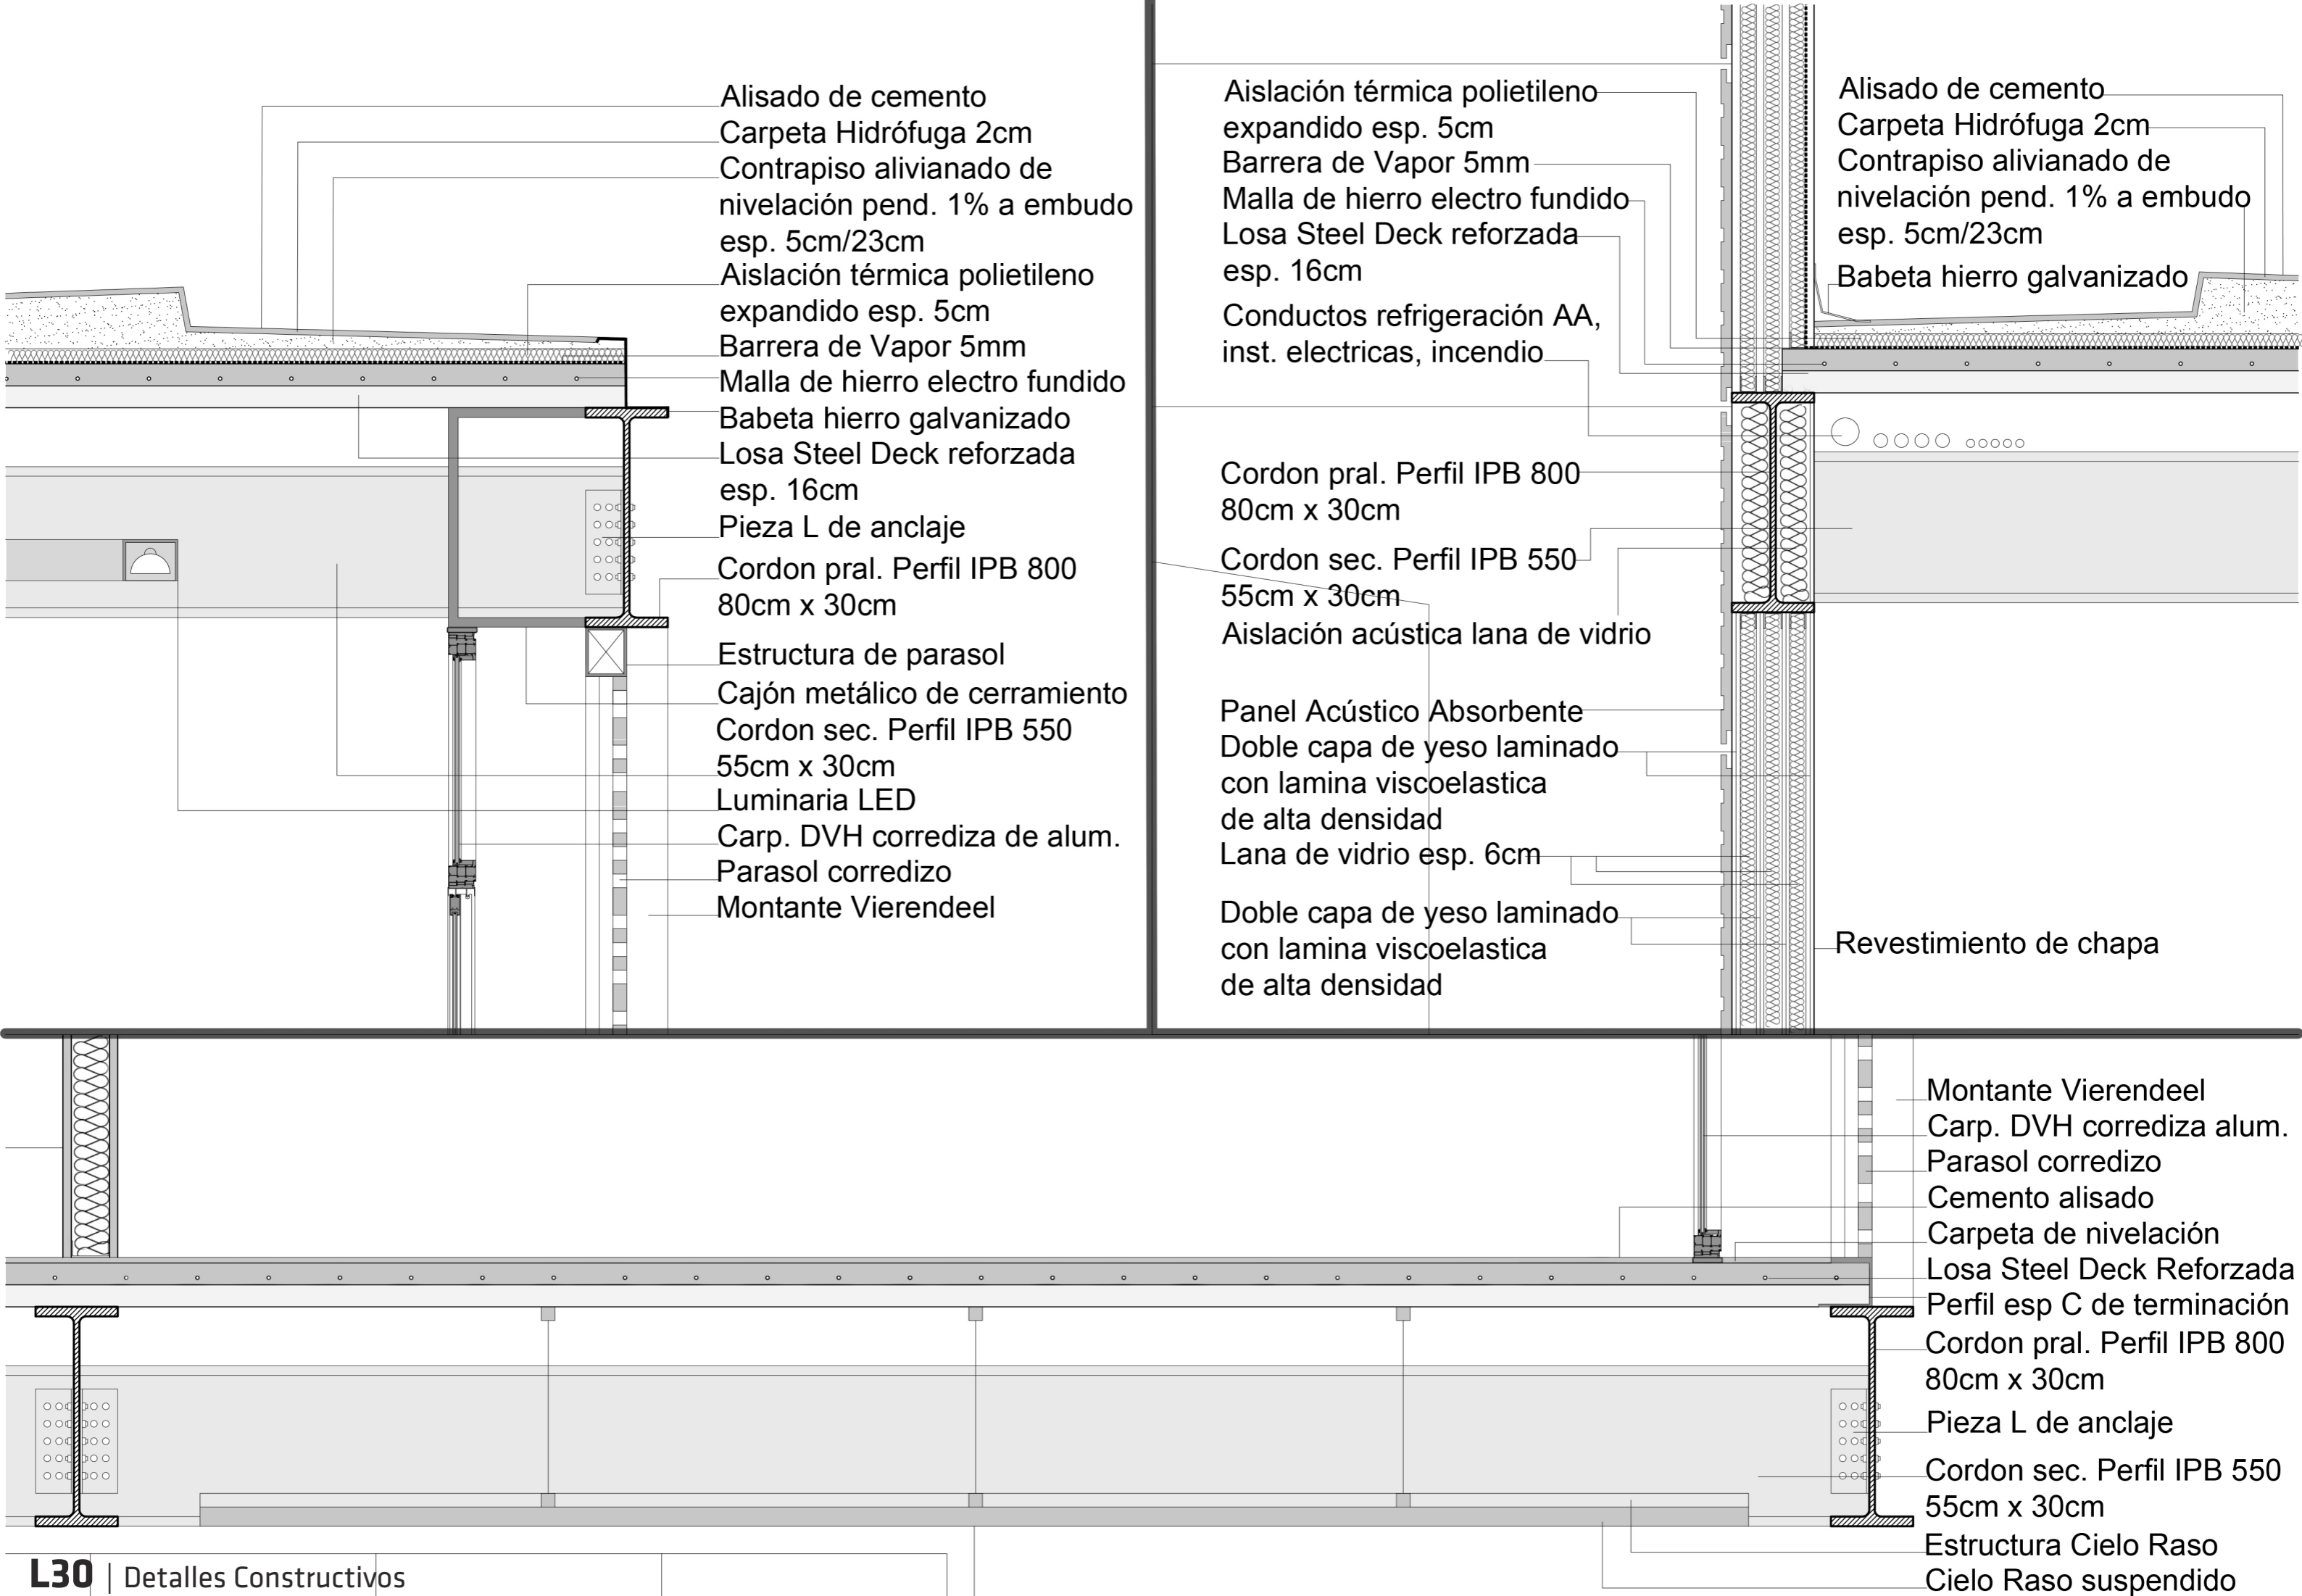 Alisado de cemento
Carpeta Hidrófuga 2cm
Contrapiso alivianado de
nivelación pend. 1% a embudo
esp. 5cm/23cm
Aislación térmica polietileno
expandido esp. 5cm
Barrera de Vapor 5mm
Malla de hierro electro fundido
Babeta hierro galvanizado
Losa Steel Deck reforzada
esp. 16cm
Pieza L de anclaje
Cordon pral. Perfil IPB 800
80cm x 30cm
Estructura de parasol
Cajón metálico de cerramiento
Cordon sec. Perfil IPB 550
55cm x 30cm
Luminaria LED
Carp. DVH corrediza de alum.
Parasol corredizo
Montante Vierendeel
Aislación térmica polietileno
expandido esp. 5cm
Barrera de Vapor 5mm
Malla de hierro electro fundido
Losa Steel Deck reforzada
esp. 16cm
Conductos refrigeración AA,
inst. electricas, incendio
Cordon pral. Perfil IPB 800
80cm x 30cm
Cordon sec. Perfil IPB 550
55cm x 30cm
Aislación acústica lana de vidrio
Panel Acústico Absorbente
Doble capa de yeso laminado
con lamina viscoelastica
de alta densidad
Lana de vidrio esp. 6cm
Doble capa de yeso laminado
con lamina viscoelastica
de alta densidad
Alisado de cemento
Carpeta Hidrófuga 2cm
Contrapiso alivianado de
nivelación pend. 1% a embudo
esp. 5cm/23cm
Babeta hierro galvanizado
Revestimiento de chapa
Montante Vierendeel
Carp. DVH corrediza alum.
Parasol corredizo
Cemento alisado
Carpeta de nivelación
Losa Steel Deck Reforzada
Perfil esp C de terminación
Cordon pral. Perfil IPB 800
80cm x 30cm
Pieza L de anclaje
Cordon sec. Perfil IPB 550
55cm x 30cm
Estructura Cielo Raso
Cielo Raso suspendido
L30 | Detalles Constructivos